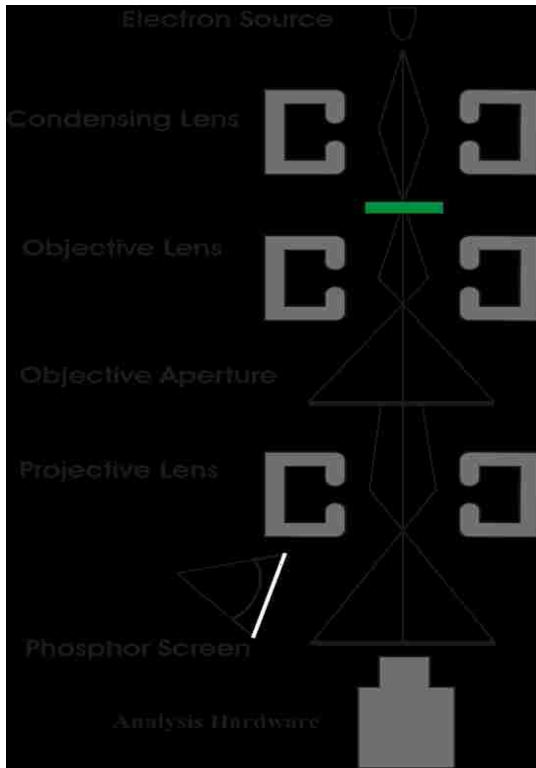 Electron Source
Condensing Lens
Objective Lens
Objective Aperture
Projective Lens
Phosphor Screen
Analysis Hardware